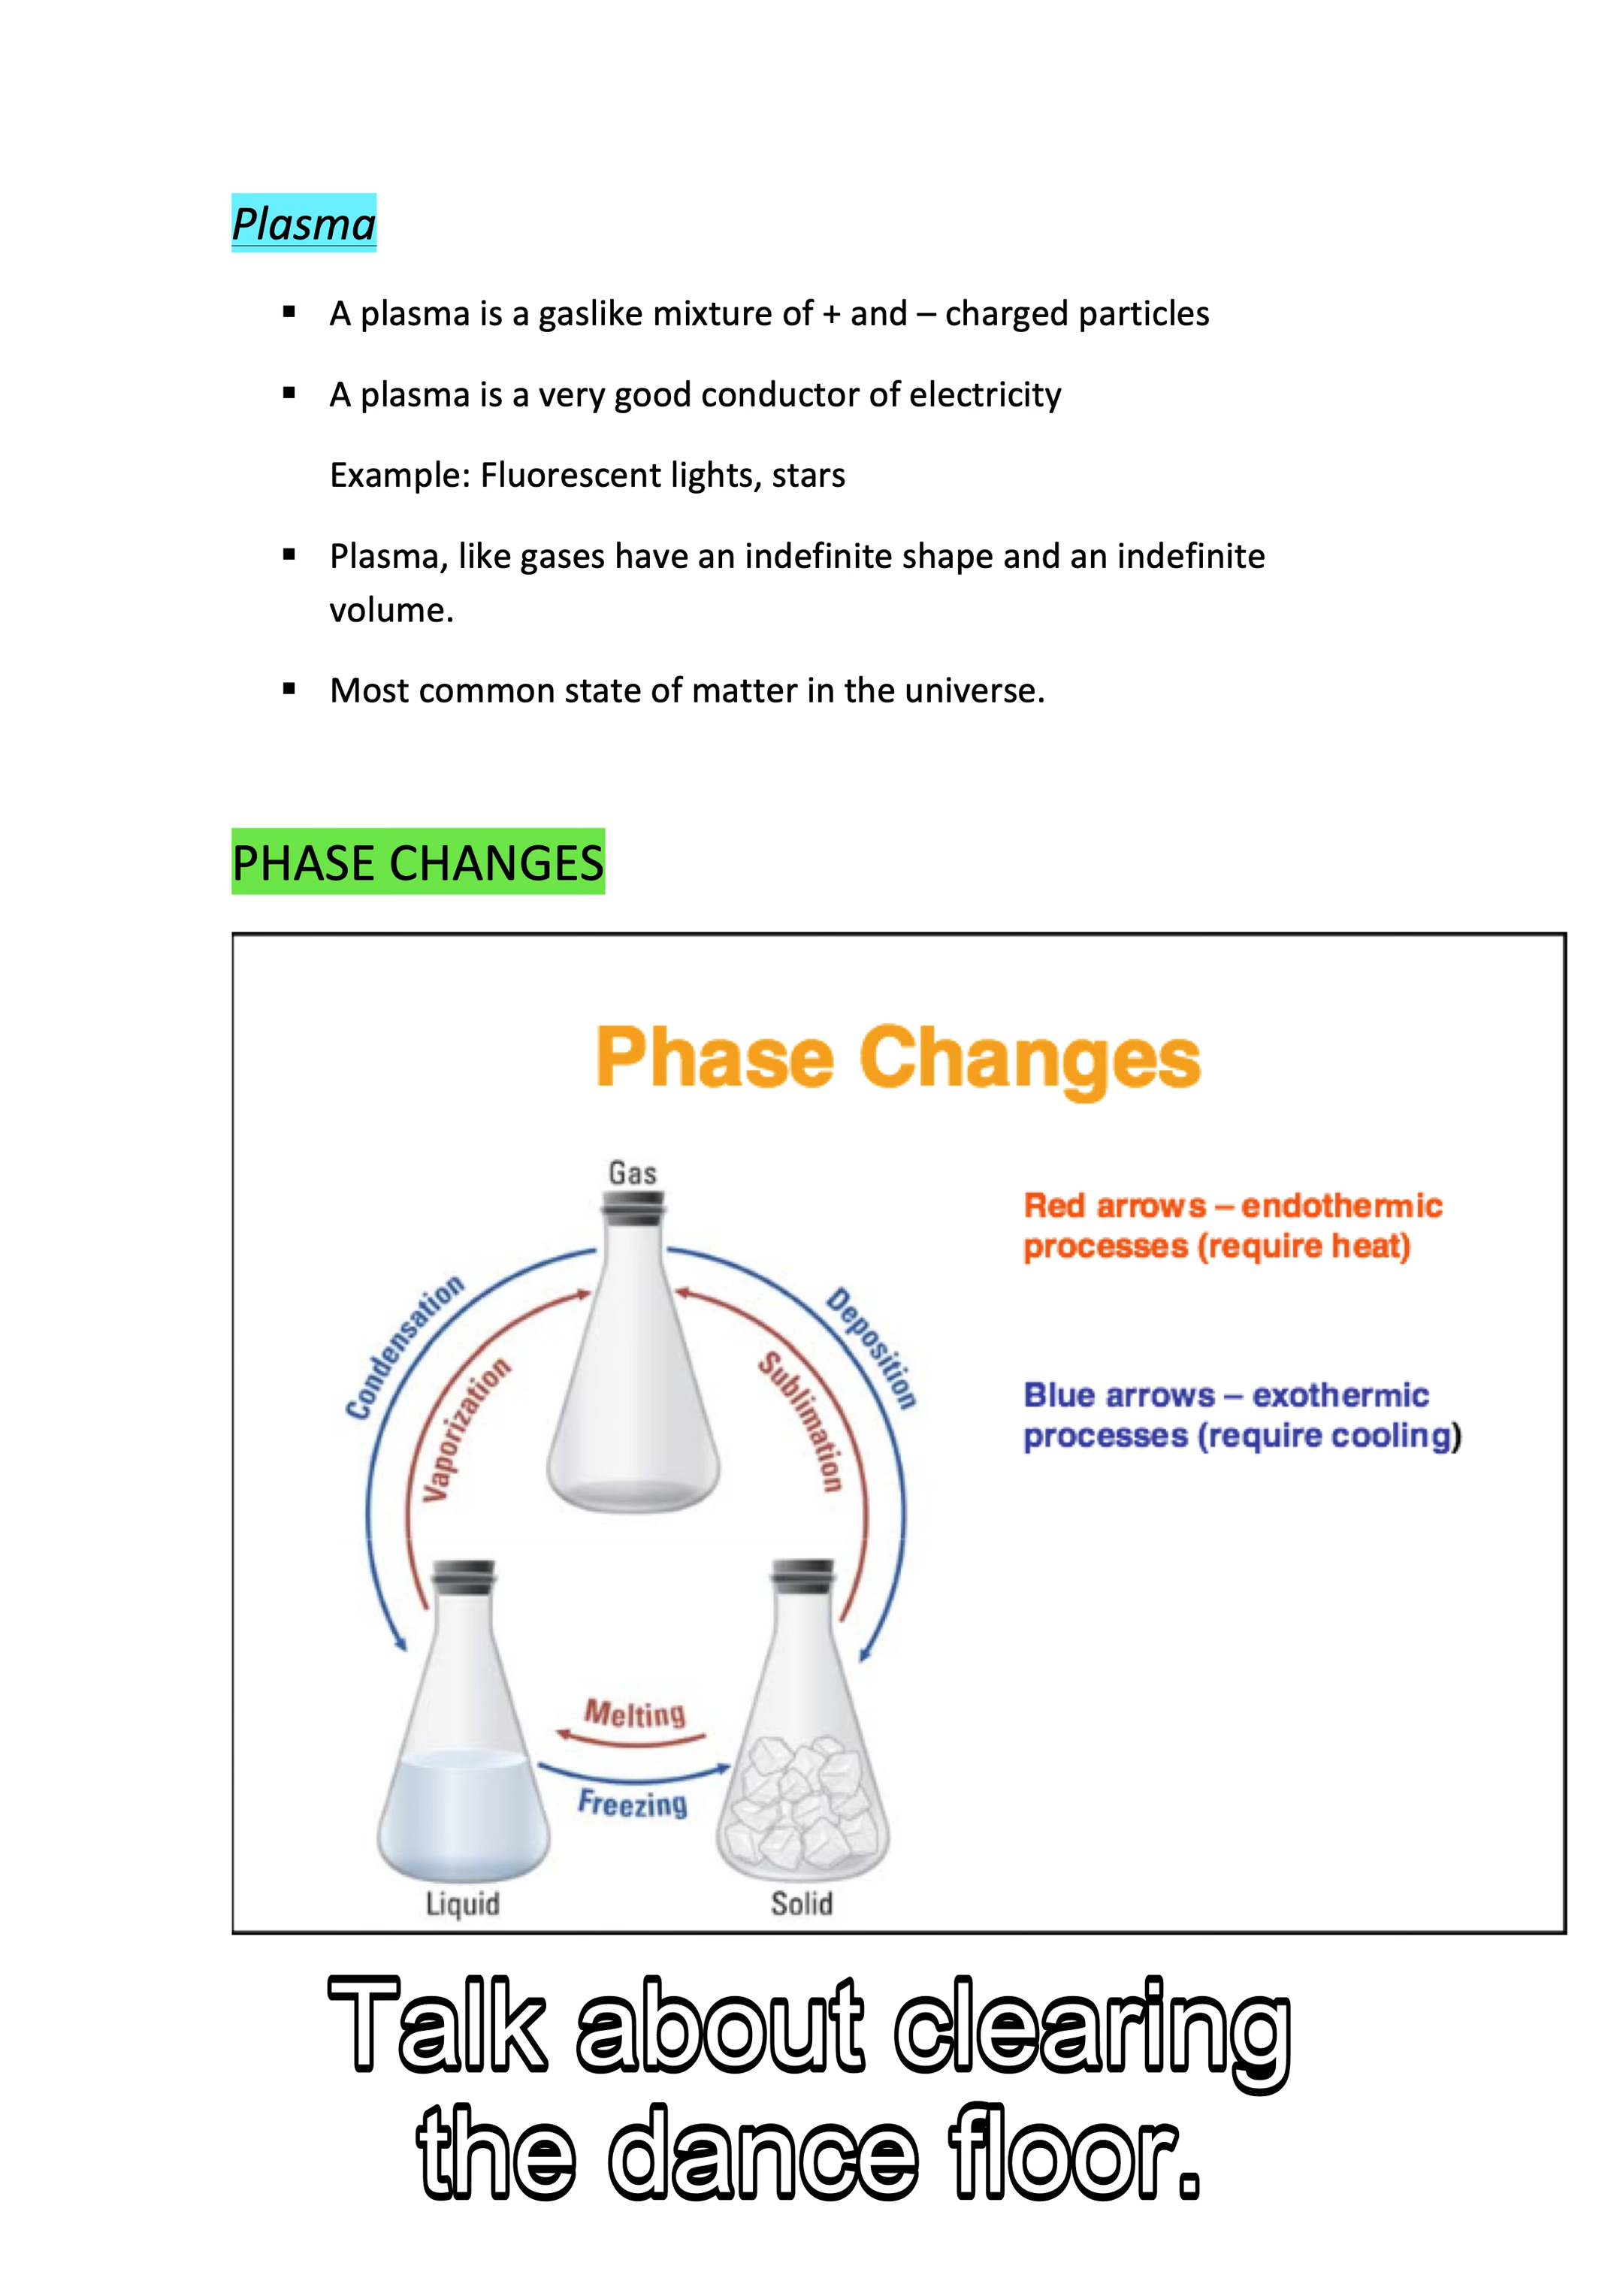 Plasma
▪ A plasma is a gaslike mixture of + and – charged particles
▪ A plasma is a very good conductor of electricity
Example: Fluorescent lights, stars
▪ Plasma, like gases have an indefinite shape and an indefinite
volume.
▪ Most common state of matter in the universe.
PHASE CHANGES
Phase Changes
Gas
Red arrows – endothermic
processes (require heat)
Condensation
Vaporization
Sublimation
Deposition
Blue arrows – exothermic
processes (require cooling)
Melting
Freezing
Liquid
Solid
Talk about clearing
the dance floor.